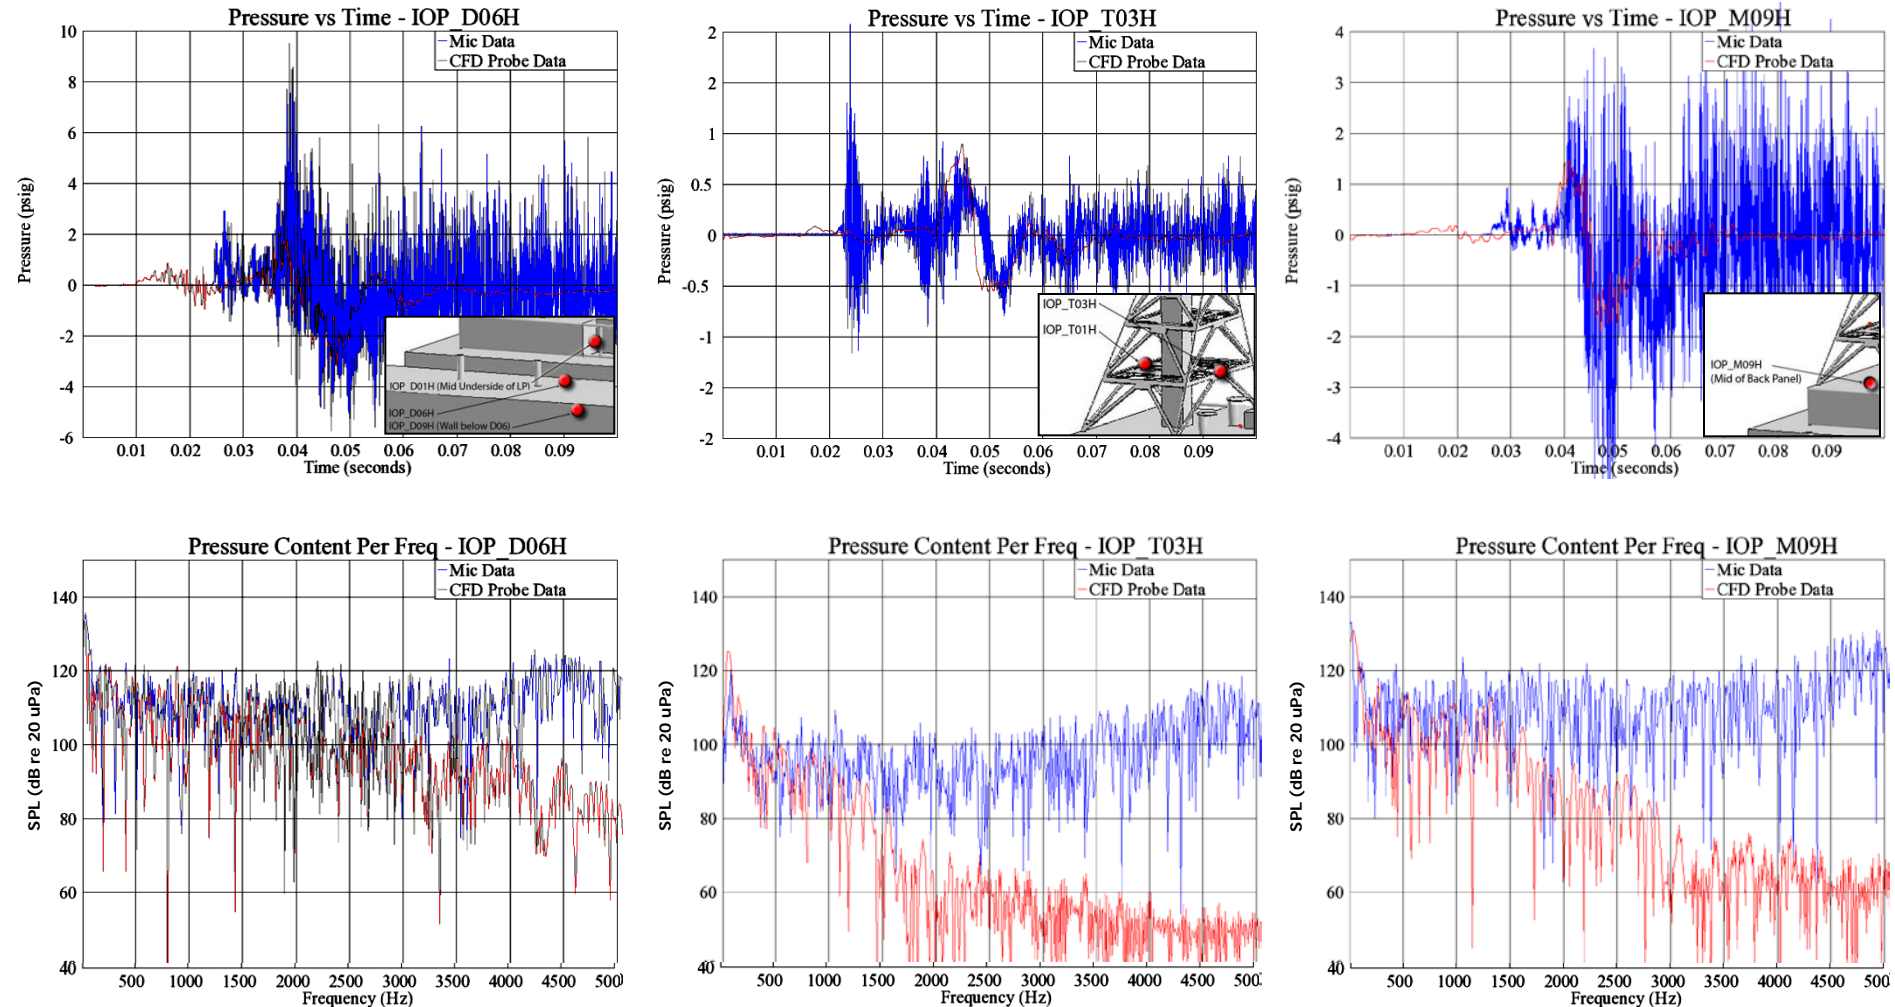 Pressure vs Time - IOP_D06H
Mic Data
CFD Probe Data
10
8
6
4
2
0
-2
-4
-6
Pressure (psig)
IOP_D01H (Mid Underside of LP)
IOP_D06H
IOP_D09H (Wall below D06)
0.01 0.02 0.03 0.04 0.05 0.06 0.07 0.08 0.09
Time (seconds)
Pressure vs Time - IOP_T03H
Mic Data
CFD Probe Data
2
2
1
0.5
0
-0.5
-1
-2
-2
Pressure (psig)
IOP_T03H
IOP_T01H
0.01 0.02 0.03 0.04 0.05 0.06 0.07 0.08 0.09
Time (seconds)
Pressure vs Time - IOP_M09H
Mic Data
CFD Probe Data
4
3
2
1
0
-1
-2
-3
-4
Pressure (psig)
IOP_M09H
(Mid of Back Panel)
0.01 0.02 0.03 0.04 0.05 0.06 0.07 0.08 0.09
Time (seconds)
Pressure Content Per Freq - IOP_D06H
Mic Data
CFD Probe Data
140
120
100
80
60
40
SPL (dB re 20 uPa)
500 1000 1500 2000 2500 3000 3500 4000 4500 500
Frequency (Hz)
Pressure Content Per Freq - IOP_T03H
Mic Data
CFD Probe Data
140
120
100
80
60
40
SPL (dB re 20 uPa)
500 1000 1500 2000 2500 3000 3500 4000 4500 500
Frequency (Hz)
Pressure Content Per Freq - IOP_M09H
Mic Data
CFD Probe Data
140
120
100
80
60
40
SPL (dB re 20 uPa)
500 1000 1500 2000 2500 3000 3500 4000 4500 500
Frequency (Hz)